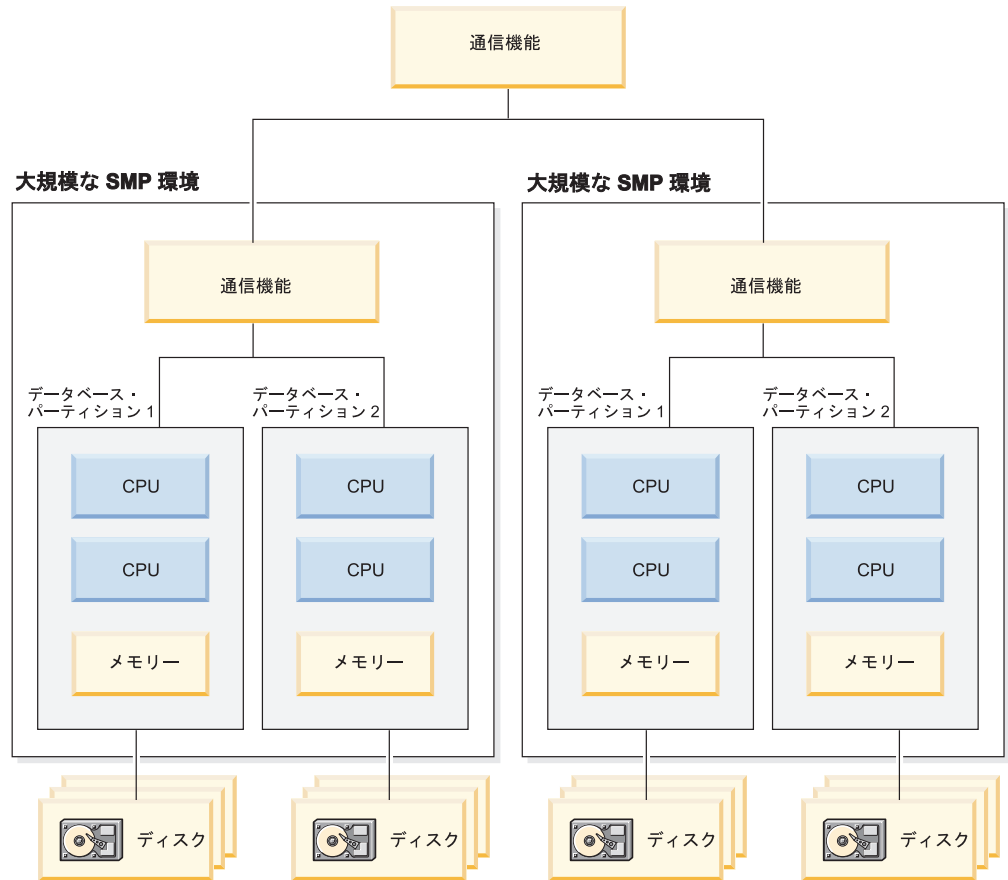 通信機能
大規模な SMP 環境
大規模な SMP 環境
通信機能
通信機能
データベース・
パーティション 1
データベース・
パーティション 2
データベース・
パーティション 1
データベース・
パーティション 2
CPU
CPU
CPU
CPU
CPU
CPU
CPU
CPU
メモリー
メモリー
メモリー
メモリー
ディスク
ディスク
ディスク
ディスク